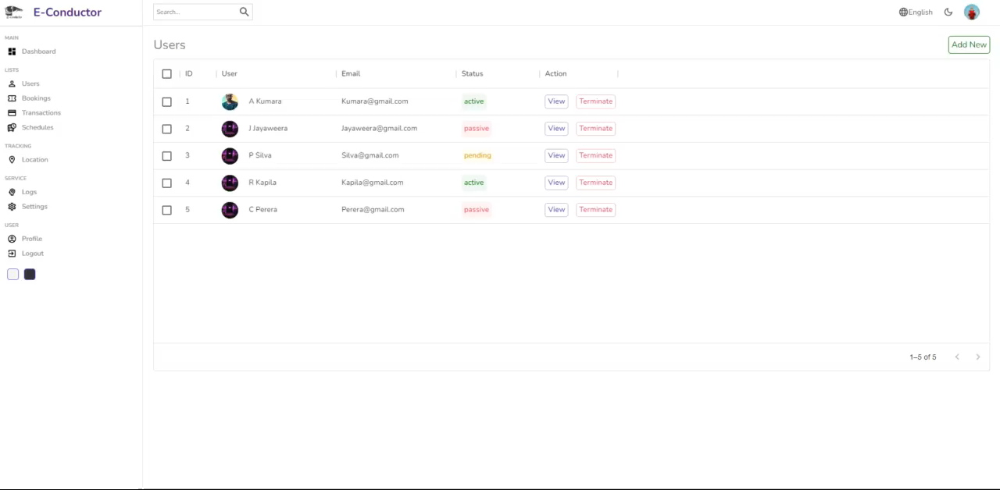 E-Conductor
Search...
English
MAIN
Dashboard
LISTS
Users
Bookings
Transactions
Schedules
TRACKING
Location
SERVICE
Logs
Settings
USER
Profile
Logout
Users
Add New
ID User Email Status Action
1 A Kumara Kumara@gmail.com active View Terminate
2 J Jayaweera Jayaweera@gmail.com passive View Terminate
3 P Silva Silva@gmail.com pending View Terminate
4 R Kapila Kapila@gmail.com active View Terminate
5 C Perera Perera@gmail.com passive View Terminate
1–5 of 5